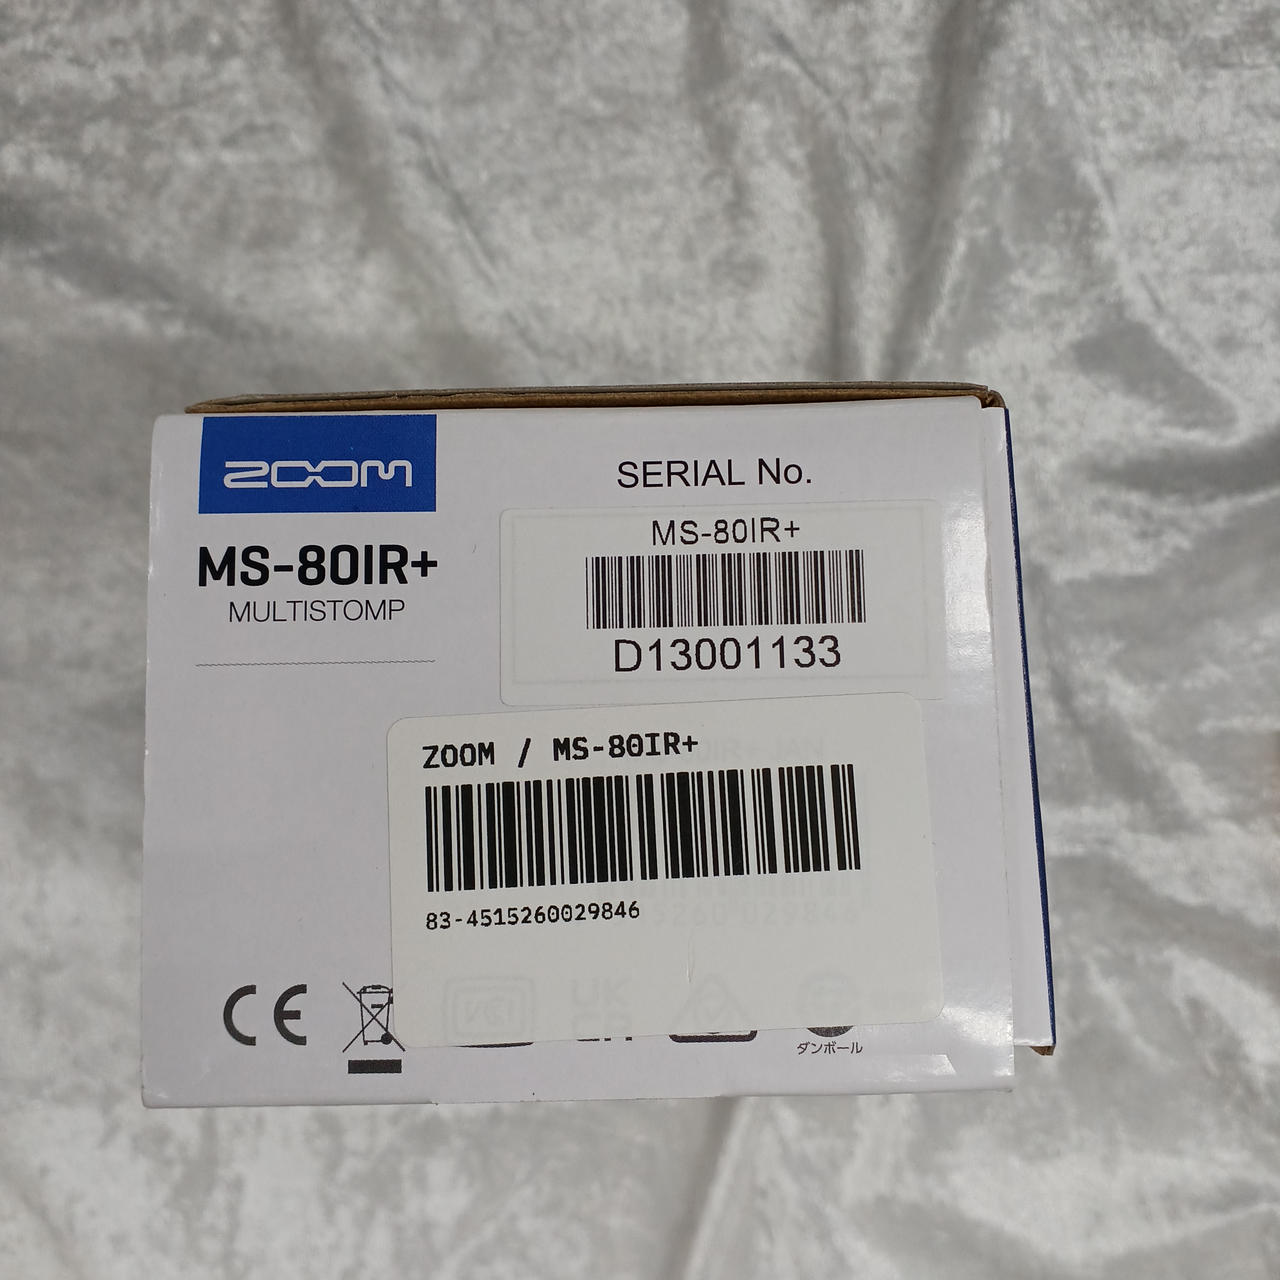 ZOOM
MS-80IR+
MULTISTOMP
SERIAL No.
MS-80IR+
D13001133
ZOOM / MS-80IR+
83-4515260029846
CE
ダンボール